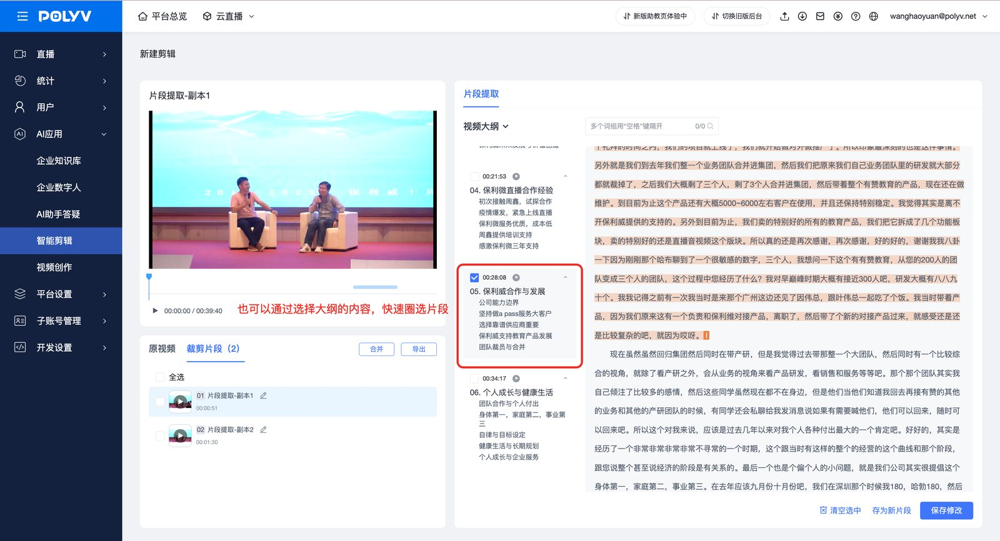 POLYV
平台总览
云直播
新版助教页体验中
切换旧版后台
wanghaoyuan@polyv.net
直播
统计
用户
AI应用
企业知识库
企业数字人
AI助手答疑
智能剪辑
视频创作
平台设置
子账号管理
开发设置
新建剪辑
片段提取-副本1
00:00:00 / 00:39:40
也可以通过选择大纲的内容，快速圈选片段
原视频
裁剪片段（2）
合并
导出
全选
01 片段提取-副本1
00:00:51
02 片段提取-副本2
00:01:30
片段提取
视频大纲
多个词组用“空格”键隔开
0/0
00:21:53
04. 保利微直播合作经验
初次接触周鑫，试探合作
疫情爆发，紧急上线直播
保利微服务优质，成本低
周鑫提供培训支持
感激保利微三年支持
00:28:08
05. 保利威合作与发展
公司能力边界
坚持做a pass服务大客户
选择靠谱供应商重要
保利威支持教育产品发展
团队裁员与合并
00:34:17
06. 个人成长与健康生活
团队合作与个人付出
身体第一，家庭第二，事业第
三
自律与目标设定
健康生活与长期规划
个人成长与企业服务
个礼拜的时间之内，我们的项目就上线了，我们就开始做对外做推广了。所以印象最深刻的也是这件事情。
另外就是我们到去年我们整一个业务团队合并进集团，然后我们把原来我们自己业务团队里的研发就大部分
都就裁掉了，之后我们大概剩了三个人，剩了3个人合并进集团，然后带着整个有赞教育的产品，现在还在做
维护。到目前为止这个产品还有大概5000~6000左右客户在使用，并且还保持特别稳定。我觉得其实是离不
开保利威提供的支持的。另外到目前为止，我们卖的特别好的所有的教育产品，我们把它拆成了几个功能板
块，卖的特别好的还是直播音视频这个版块。所以真的还是再次感谢，再次感谢，好的好的，谢谢我我八卦
一下因为刚刚那个哈布聊到了一个很敏感的数字，三个人，我想问一下这个有有赞教育，从您的200人的团
队变成三个人的团队，这个过程中您经历了什么？我对早巅峰时期大概有接近300人吧，研发大概有八八九
十个。我我记得之前有一次我当时是来那个广州这边还见了因伟总，跟叶伟总一起吃了个饭。我当时带着产
品，因为我们原来这有一个负责和保利维对接产品，离职了，然后带了个新的对接产品过来，就感受还是还
是比较复杂的吧，就因为哎呀。
现在虽然虽然回归集团然后同时在带产研，但是我觉得过去带那整一个大团队，然后同时有一个比较综
合的视角，就除了看产研之外，会从业务的视角来看产品研发，看销售和服务等等吧。那个那个团队其实我
自己倾注了比较多的感情，然后这些同学虽然现在都不在身边，但是他们当他们知道我回去再接有赞的其他
的业务和其他的产研团队的时候，有同学还会私聊给我发消息说如果有需要喊他们，他们可以回来，随时可
以回来吧。所以这个对我来说，应该是过去几年以来对我个人各种付出最大的一个肯定吧。好好的，其实是
经历了一个非常非常非常非常不寻常的一个时期，这个跟当时有这样的整个的经营的这个曲线和那个阶段，
跟您说整个甚至说经济的阶段是有关系的。最后一个也是个偏个人的小问题，就是我们公司其实很提倡这个
身体第一，家庭第二，事业第三。在去年应该九月份十月份吧，我们在深圳那个时候我180，哈勃180，然后
清空选中
存为新片段
保存修改